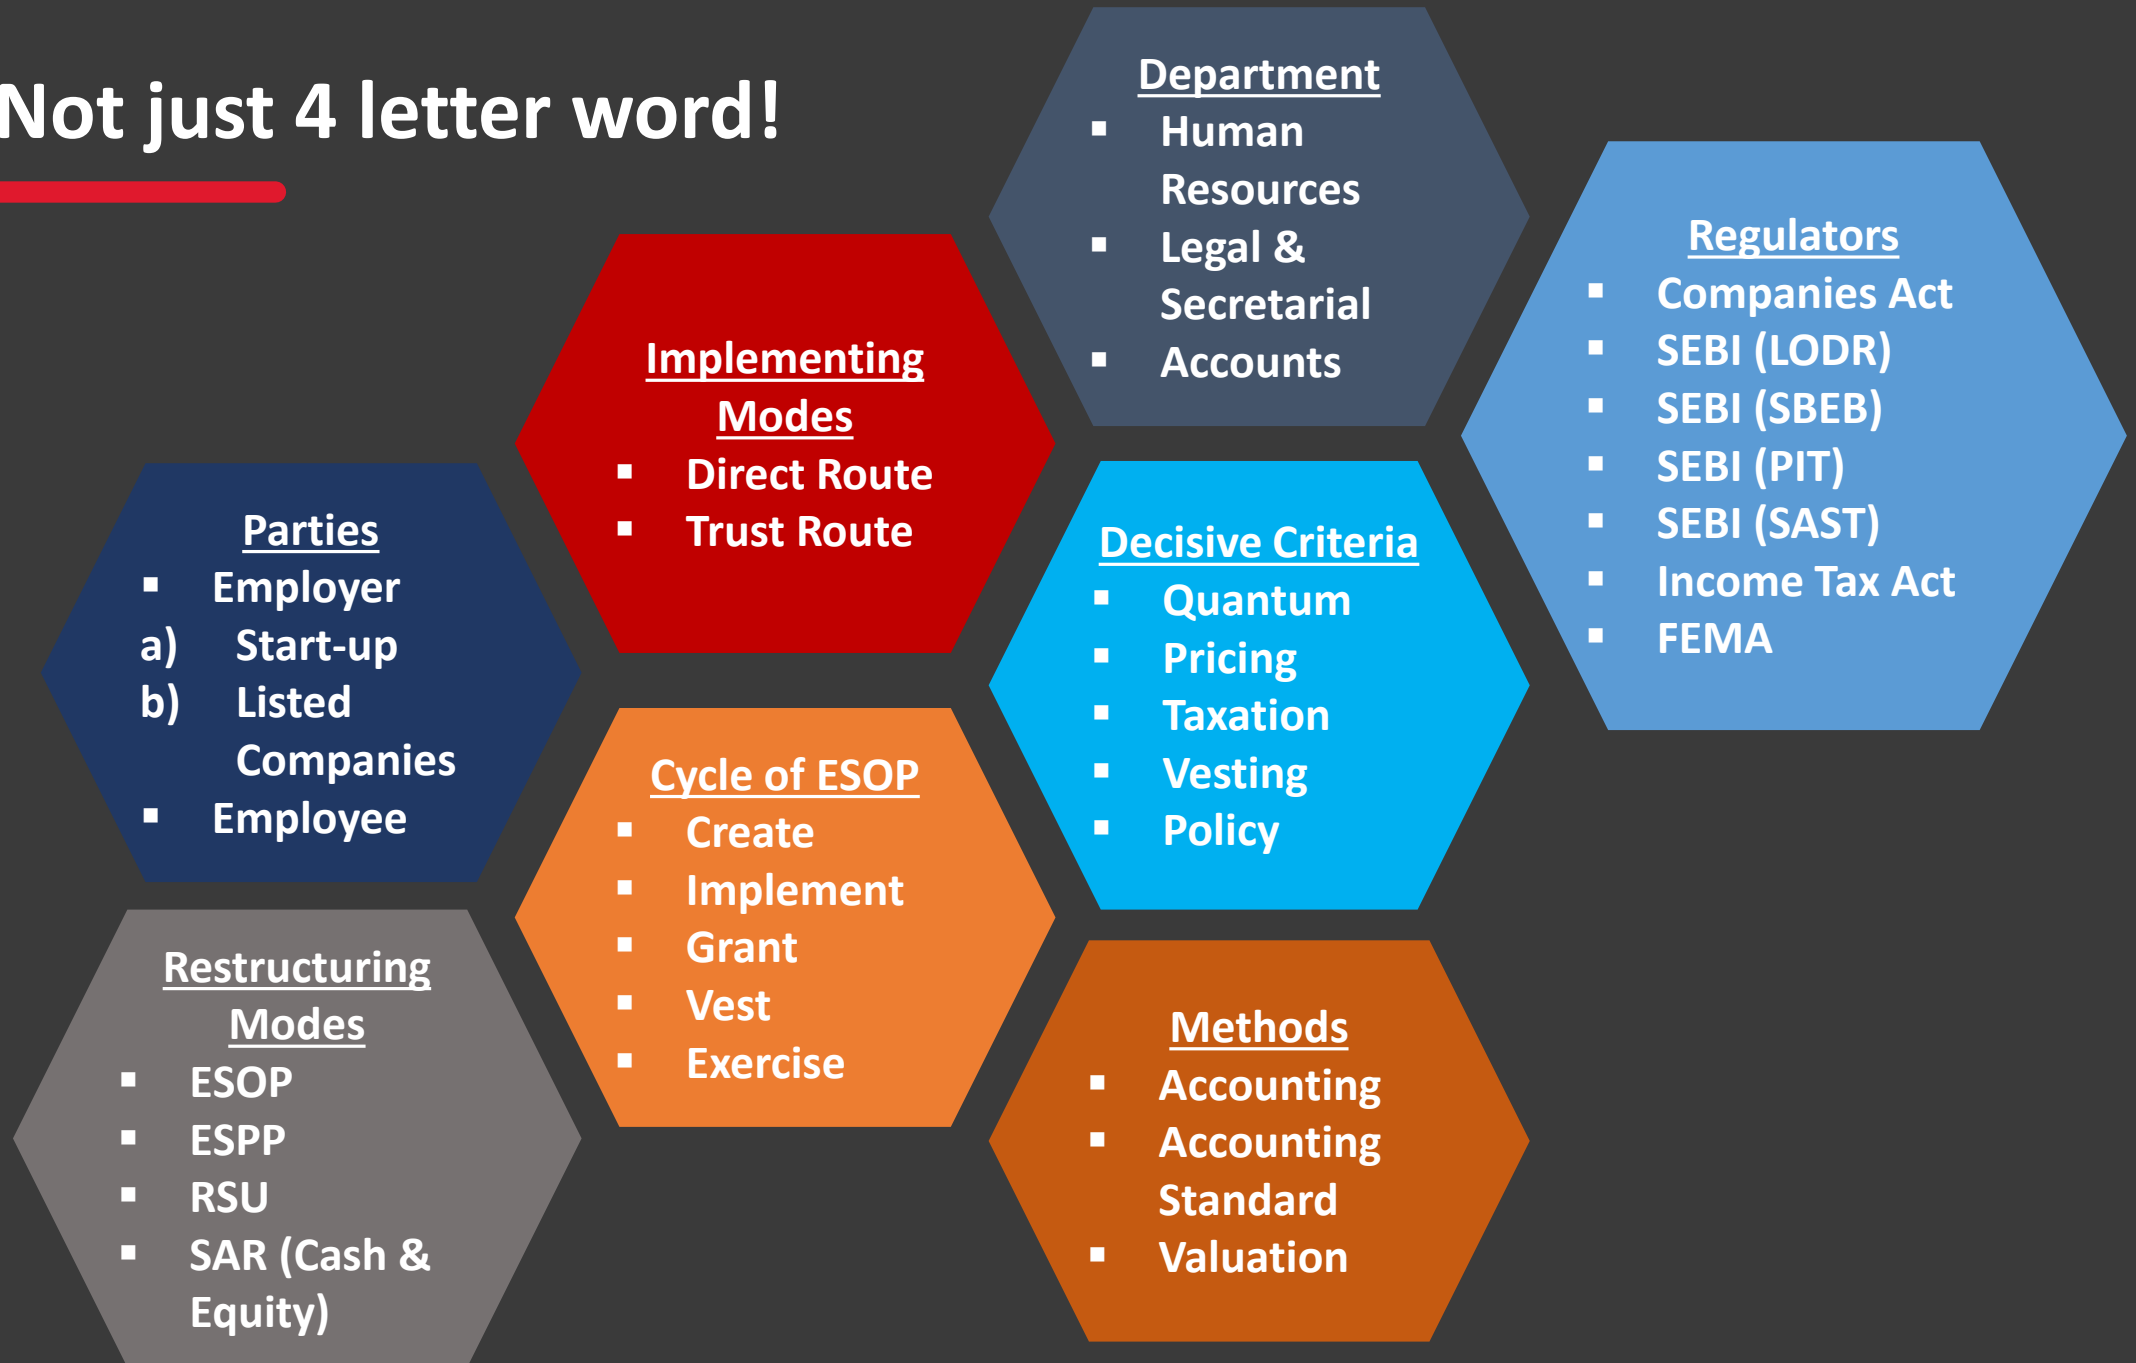 Not just 4 letter word!
Department
▪ Human
Resources
▪ Legal &
Secretarial
▪ Accounts
Regulators
▪ Companies Act
▪ SEBI (LODR)
▪ SEBI (SBEB)
▪ SEBI (PIT)
▪ SEBI (SAST)
▪ Income Tax Act
▪ FEMA
Implementing
Modes
▪ Direct Route
▪ Trust Route
Parties
▪ Employer
a) Start-up
b) Listed
Companies
▪ Employee
Decisive Criteria
▪ Quantum
▪ Pricing
▪ Taxation
▪ Vesting
▪ Policy
Cycle of ESOP
▪ Create
▪ Implement
▪ Grant
▪ Vest
▪ Exercise
Restructuring
Modes
▪ ESOP
▪ ESPP
▪ RSU
▪ SAR (Cash &
Equity)
Methods
▪ Accounting
▪ Accounting
Standard
▪ Valuation